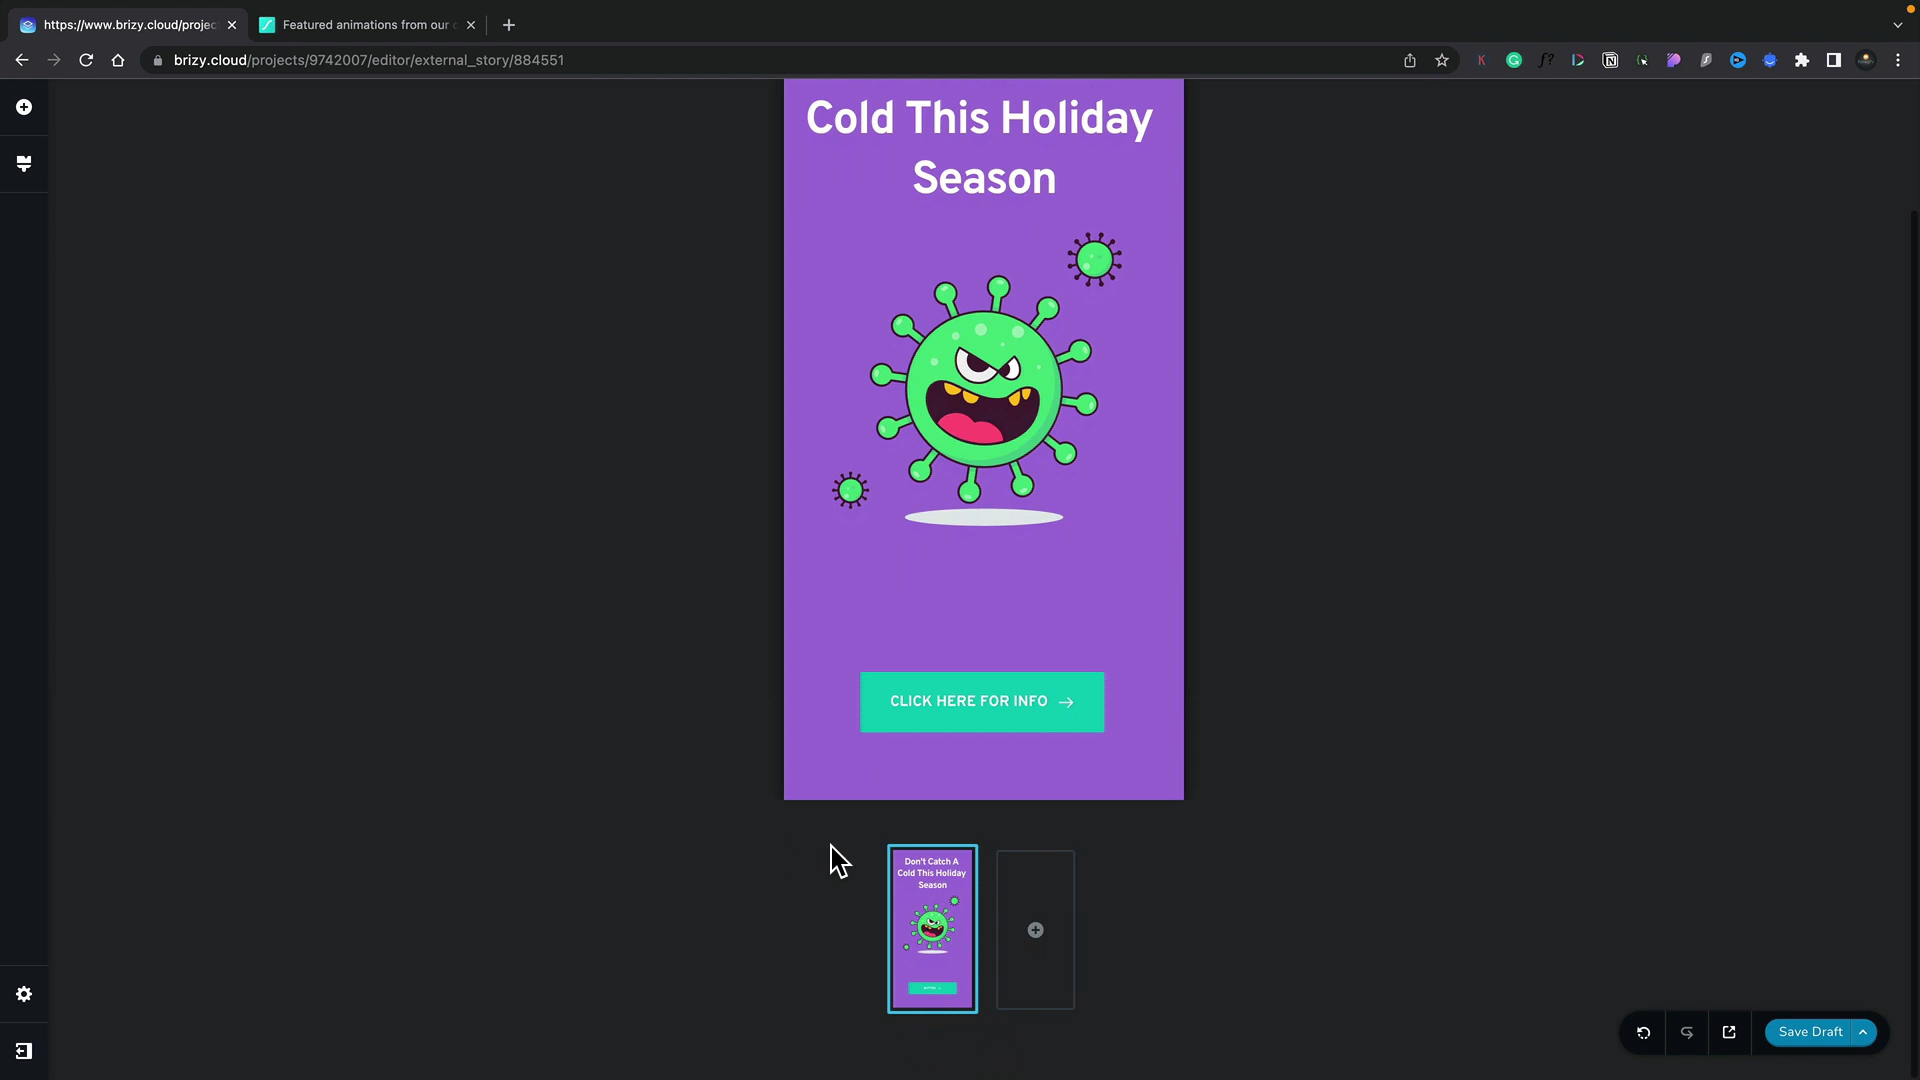 https://www.brizy.cloud/projec
Featured animations from our c
brizy.cloud/projects/9742007/editor/external_story/884551
Cold This Holiday
Season
CLICK HERE FOR INFO
Don't Catch A
Cold This Holiday
Season
Save Draft